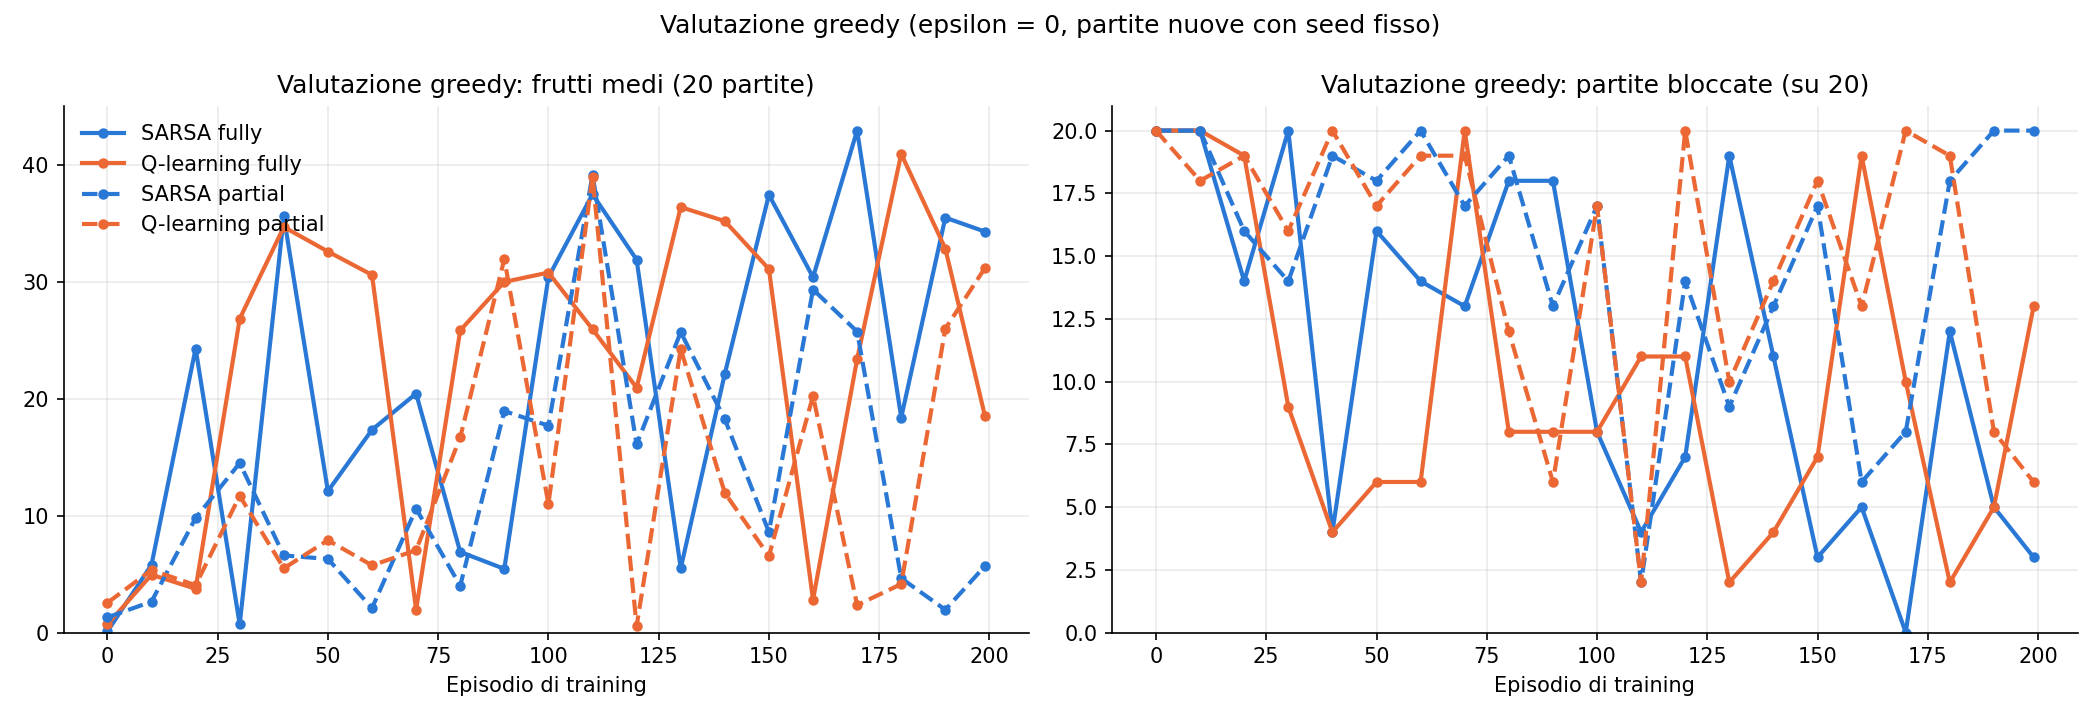 Valutazione greedy (epsilon = 0, partite nuove con seed fisso)
Valutazione greedy: frutti medi (20 partite)
SARSA fully
Q-learning fully
SARSA partial
Q-learning partial
40
30
20
10
0
0 25 50 75 100 125 150 175 200
Episodio di training
Valutazione greedy: partite bloccate (su 20)
20.0
17.5
15.0
12.5
10.0
7.5
5.0
2.5
0.0
0 25 50 75 100 125 150 175 200
Episodio di training